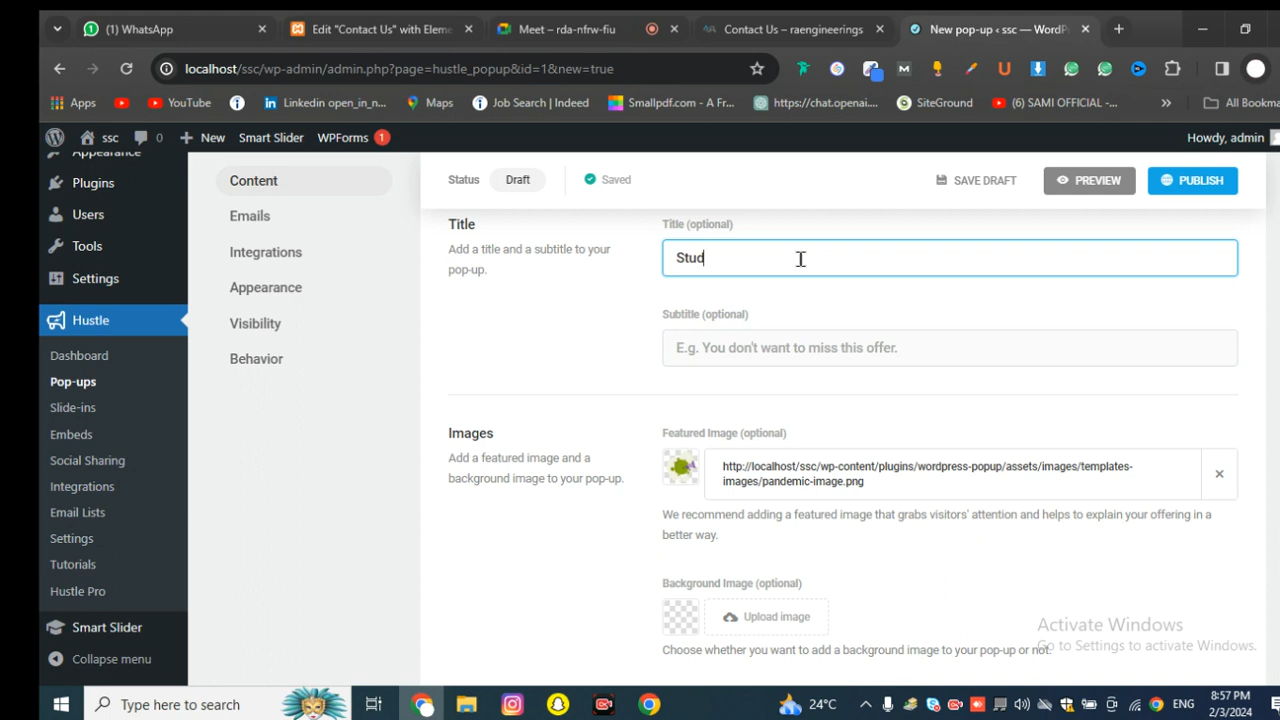 (1) WhatsApp
Edit "Contact Us" with Eleme
Meet – rda-nfrw-fiu
Contact Us – raengineerings
New pop-up ‹ ssc — WordPr
localhost/ssc/wp-admin/admin.php?page=hustle_popup&id=1&new=true
Apps
YouTube
Linkedin open_in_n...
Maps
Job Search | Indeed
Smallpdf.com - A Fr...
https://chat.openai....
SiteGround
(6) SAMI OFFICIAL -...
»
All Bookma
ssc
0
New
Smart Slider
WPForms 1
Howdy, admin
Appearance
Plugins
Users
Tools
Settings
Hustle
Dashboard
Pop-ups
Slide-ins
Embeds
Social Sharing
Integrations
Email Lists
Settings
Tutorials
Hustle Pro
Smart Slider
Collapse menu
Content
Emails
Integrations
Appearance
Visibility
Behavior
Status
Draft
Saved
SAVE DRAFT
PREVIEW
PUBLISH
Title
Add a title and a subtitle to your
pop-up.
Title (optional)
Stud
Subtitle (optional)
E.g. You don't want to miss this offer.
Images
Add a featured image and a
background image to your pop-up.
Featured Image (optional)
http://localhost/ssc/wp-content/plugins/wordpress-popup/assets/images/templates-
images/pandemic-image.png
We recommend adding a featured image that grabs visitors' attention and helps to explain your offering in a
better way.
Background Image (optional)
Upload image
Choose whether you want to add a background image to your pop-up or not.
Activate Windows
Go to Settings to activate Windows.
Type here to search
24°C
ENG
8:57 PM
2/3/2024